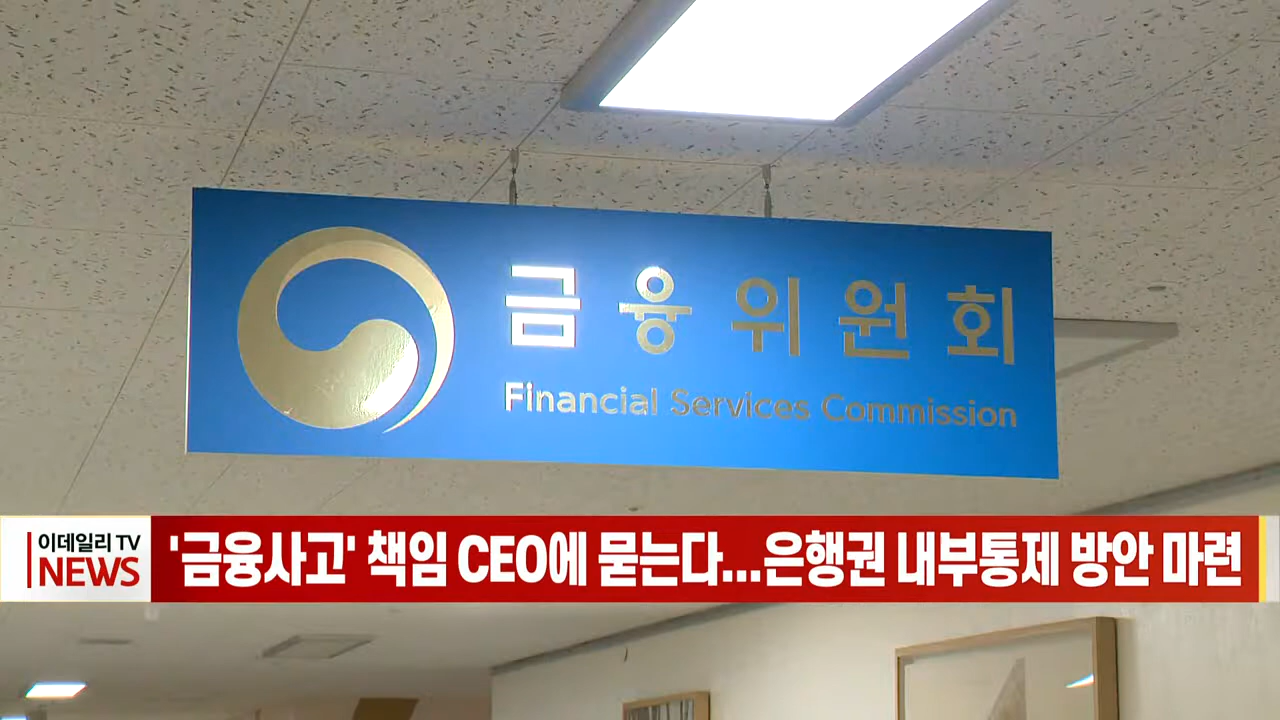 금융위원회
Financial Services Commission
이데일리 TV
NEWS
'금융사고' 책임 CEO에 묻는다...은행권 내부통제 방안 마련